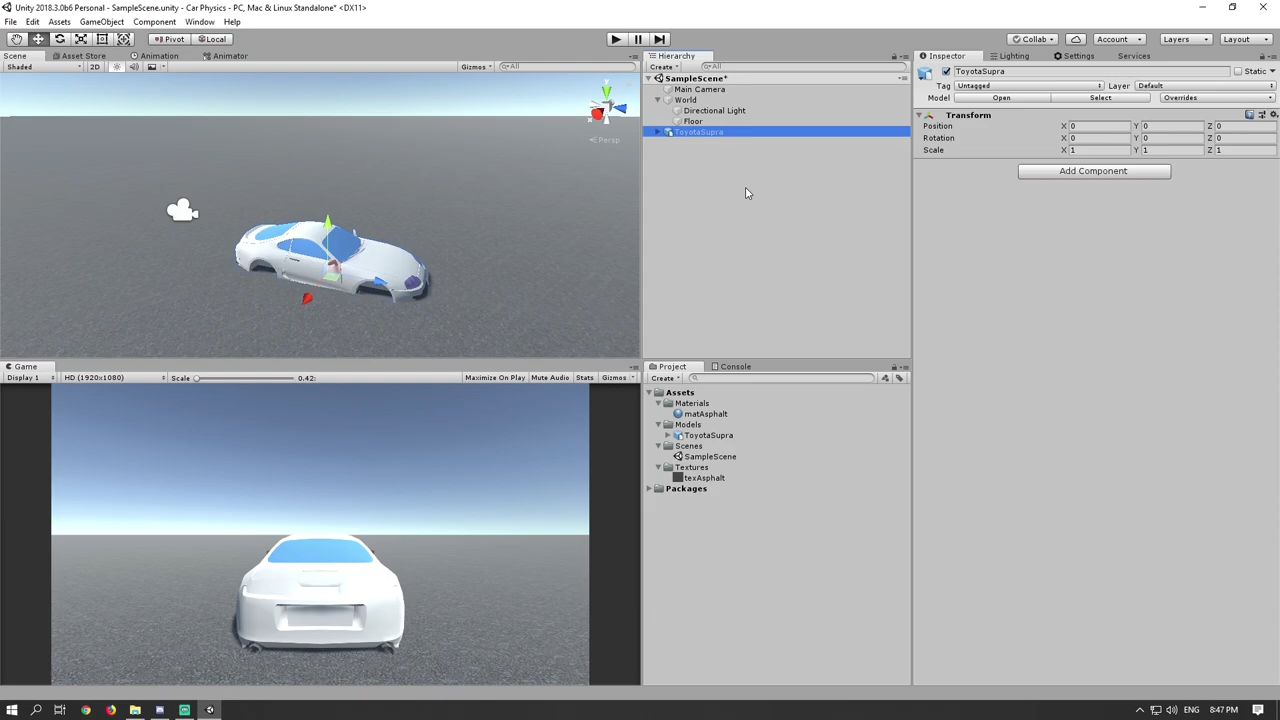 Unity 2018.3.0b6 Personal - SampleScene.unity - Car Physics - PC, Mac & Linux Standalone* <DX11>
File Edit Assets GameObject Component Window Help
Pivot Local Collab Account Layers Layout
Scene Asset Store Animation Animator
Shaded 2D Gizmos All
y
Persp
Hierarchy
Create All
SampleScene*
Main Camera
World
Directional Light
Floor
ToyotaSupra
Inspector Lighting Settings Services
ToyotaSupra Static
Tag Untagged Layer Default
Model Open Select Overrides
Transform
Position X 0 Y 0 Z 0
Rotation X 0 Y 0 Z 0
Scale X 1 Y 1 Z 1
Add Component
Game
Display 1 HD (1920x1080) Scale 0.42: Maximize On Play Mute Audio Stats Gizmos
Project Console
Create
Assets
Materials
matAsphalt
Models
ToyotaSupra
Scenes
SampleScene
Textures
texAsphalt
Packages
ENG 8:47 PM